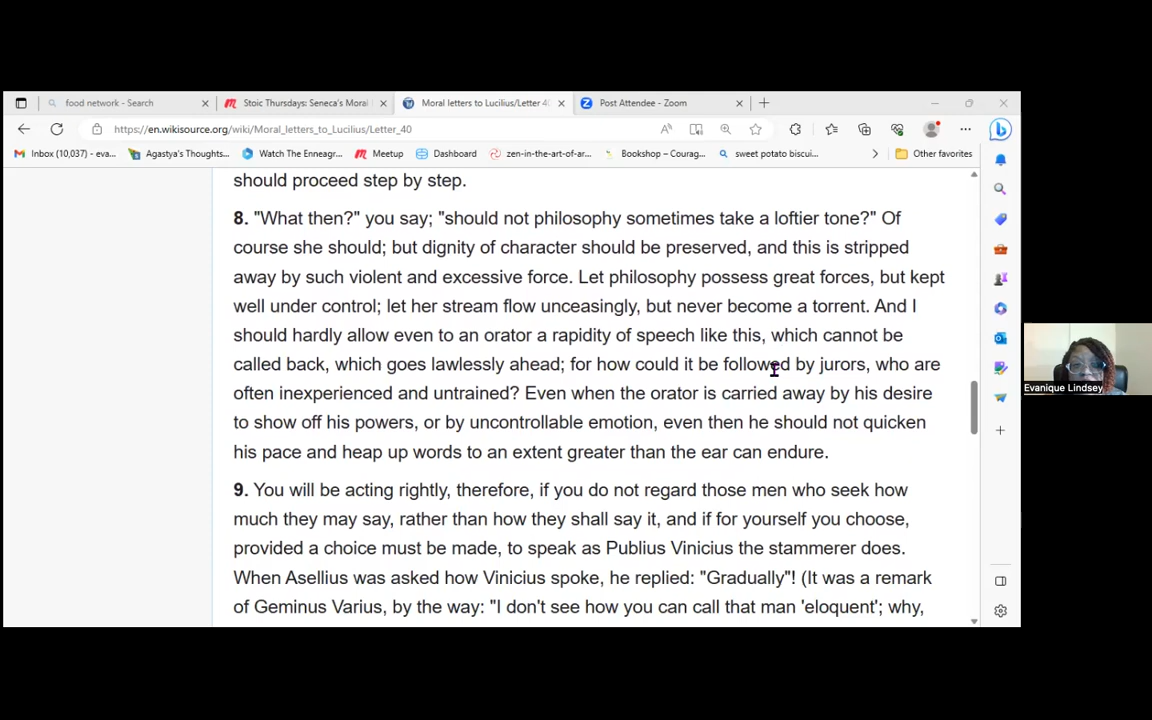 food network - Search
Stoic Thursdays: Seneca's Moral
Moral letters to Lucilius/Letter 40
Post Attendee - Zoom
https://en.wikisource.org/wiki/Moral_letters_to_Lucilius/Letter_40
Inbox (10,037) - eva...
Agastya's Thoughts...
Watch The Enneagr...
Meetup
Dashboard
zen-in-the-art-of-ar...
Bookshop – Courag...
sweet potato biscui...
Other favorites
should proceed step by step.
8. "What then?" you say; "should not philosophy sometimes take a loftier tone?" Of
course she should; but dignity of character should be preserved, and this is stripped
away by such violent and excessive force. Let philosophy possess great forces, but kept
well under control; let her stream flow unceasingly, but never become a torrent. And I
should hardly allow even to an orator a rapidity of speech like this, which cannot be
called back, which goes lawlessly ahead; for how could it be followed by jurors, who are
often inexperienced and untrained? Even when the orator is carried away by his desire
to show off his powers, or by uncontrollable emotion, even then he should not quicken
his pace and heap up words to an extent greater than the ear can endure.
9. You will be acting rightly, therefore, if you do not regard those men who seek how
much they may say, rather than how they shall say it, and if for yourself you choose,
provided a choice must be made, to speak as Publius Vinicius the stammerer does.
When Asellius was asked how Vinicius spoke, he replied: "Gradually"! (It was a remark
of Geminus Varius, by the way: "I don't see how you can call that man 'eloquent'; why,
Evanique Lindsey